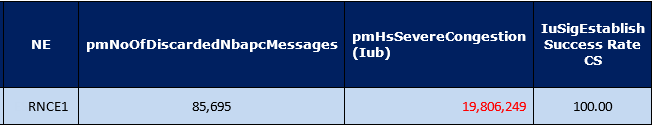 NE
pmNoOfDiscardedNbapcMessages
pmHsSevereCongestion
(Iub)
IuSigEstablish
Success Rate
CS
RNCE1
85,695
19,806,249
100.00